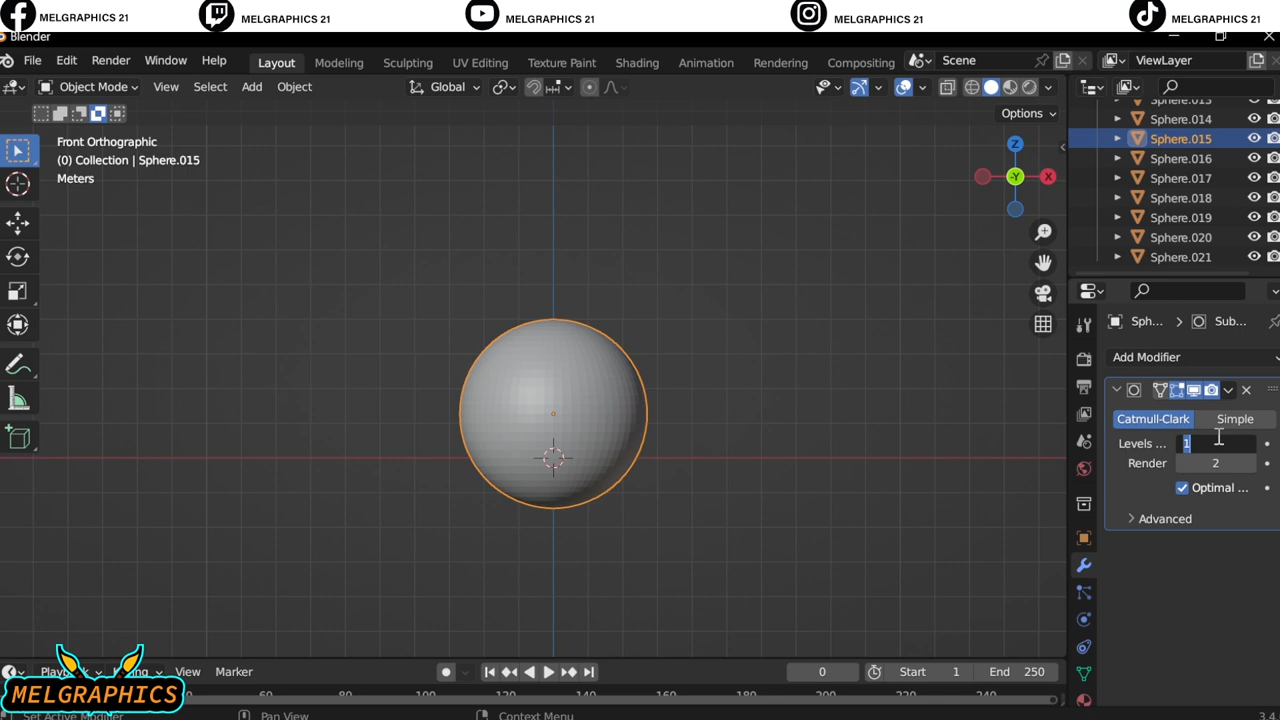 MELGRAPHICS 21
MELGRAPHICS 21
MELGRAPHICS 21
MELGRAPHICS 21
MELGRAPHICS 21
Blender
File Edit Render Window Help Layout Modeling Sculpting UV Editing Texture Paint Shading Animation Rendering Compositing Scene ViewLayer
Object Mode View Select Add Object Global
Options
Front Orthographic
(0) Collection | Sphere.015
Meters
Z
-Y
X
Sphere.013
Sphere.014
Sphere.015
Sphere.016
Sphere.017
Sphere.018
Sphere.019
Sphere.020
Sphere.021
Sph... > Sub...
Add Modifier
Catmull-Clark Simple
Levels ... 1
Render 2
Optimal ...
Advanced
View Marker
0 Start 1 End 250
60 80 100 120 140 160 180 200 220 240
MELGRAPHICS
Set Active Modifier Pan View Context Menu 3.4